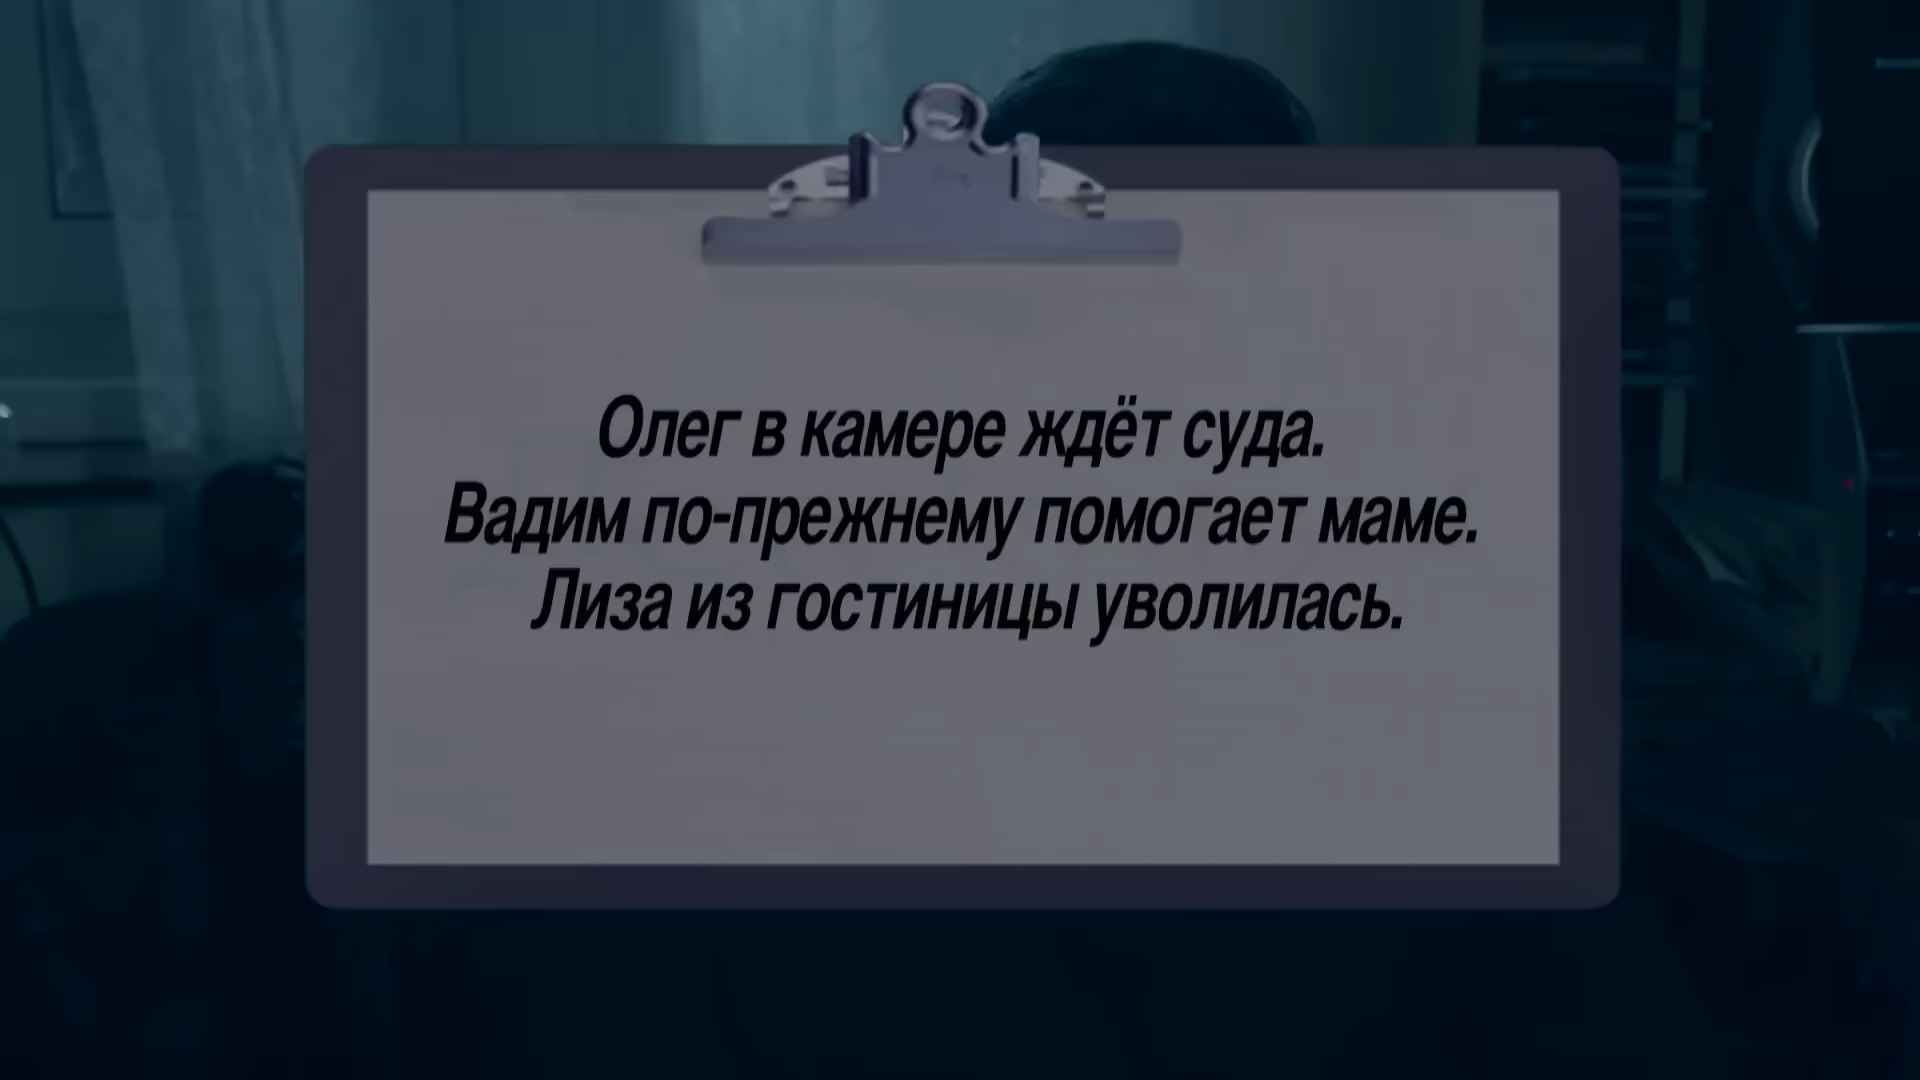 Олег в камере ждёт суда.
Вадим по-прежнему помогает маме.
Лиза из гостиницы уволилась.